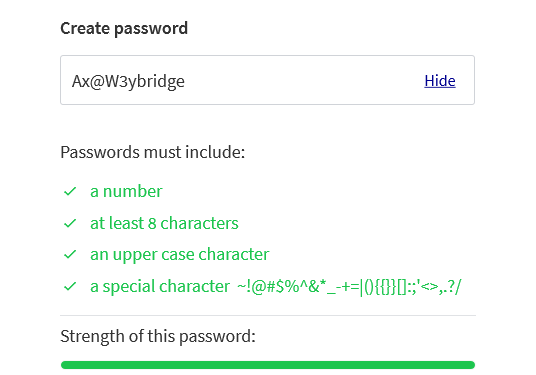 Create password
Ax@W3ybridge Hide
Passwords must include:
a number
at least 8 characters
an upper case character
a special character ~!@#$%^&*_-+=|(){{}}[]:;'<>,.?/
Strength of this password: